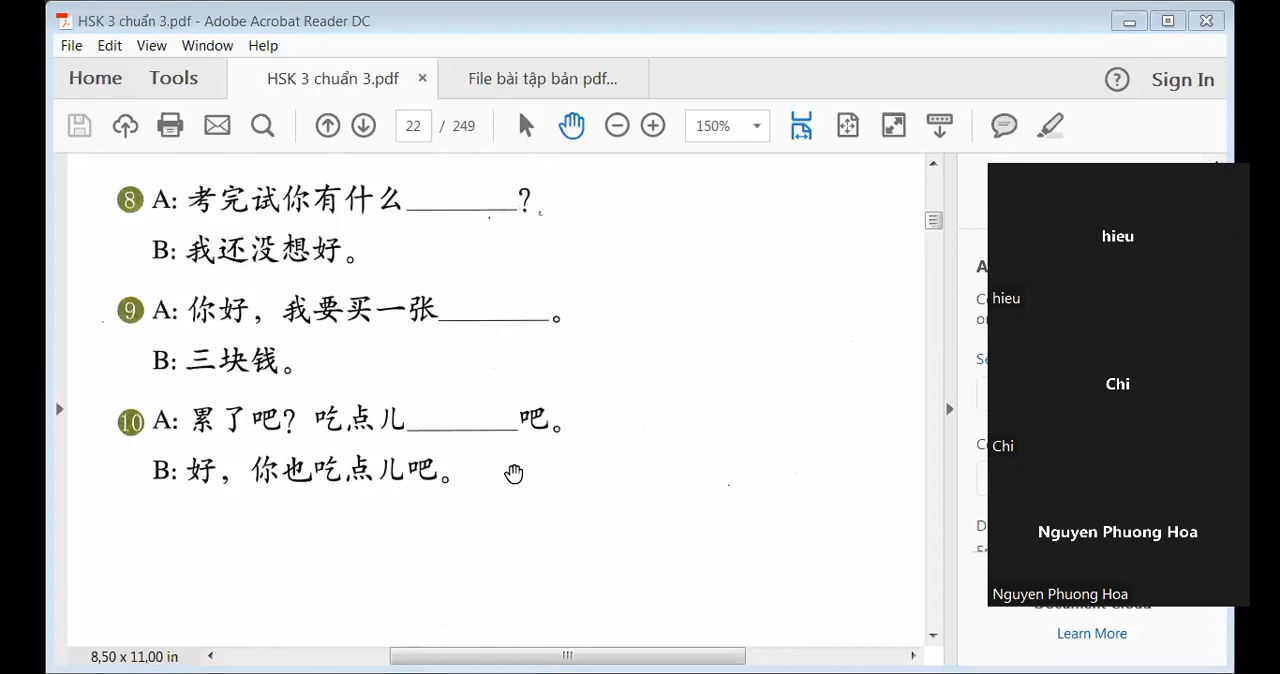 HSK 3 chuẩn 3.pdf - Adobe Acrobat Reader DC
File Edit View Window Help
Home Tools HSK 3 chuẩn 3.pdf × File bài tập bản pdf... ? Sign In
22 / 249 150%
8 A: 考完试你有什么________?
B: 我还没想好。
9 A: 你好，我要买一张________。
B: 三块钱。
10 A: 累了吧？吃点儿________吧。
B: 好，你也吃点儿吧。
hieu
hieu
Chi
Chi
Nguyen Phuong Hoa
Nguyen Phuong Hoa
Learn More
8,50 x 11,00 in